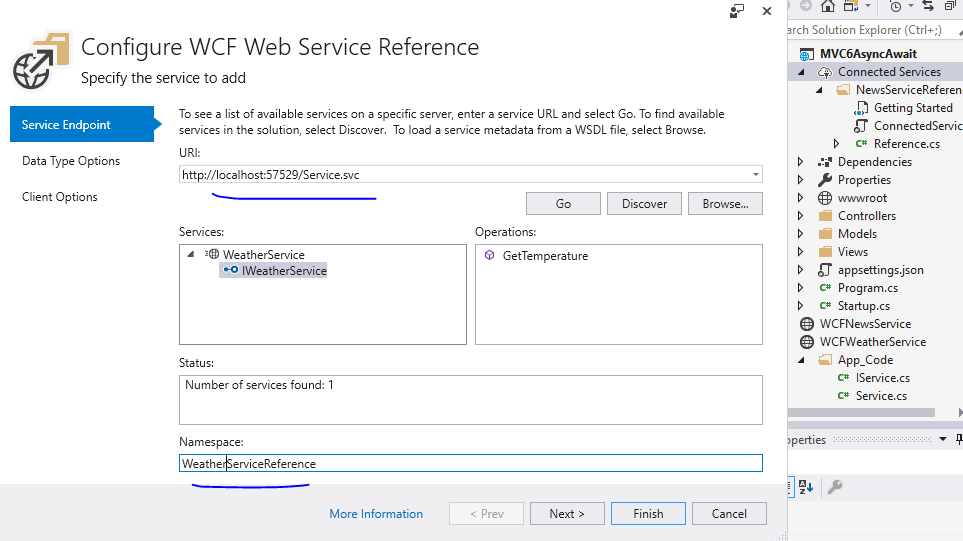 Configure WCF Web Service Reference
Specify the service to add
Service Endpoint
Data Type Options
Client Options
To see a list of available services on a specific server, enter a service URL and select Go. To find available
services in the solution, select Discover. To load a service metadata from a WSDL file, select Browse.
URI:
http://localhost:57529/Service.svc
Go
Discover
Browse...
Services:
WeatherService
IWeatherService
Operations:
GetTemperature
Status:
Number of services found: 1
Namespace:
WeatherServiceReference
More Information
< Prev
Next >
Finish
Cancel
arch Solution Explorer (Ctrl+;)
MVC6AsyncAwait
Connected Services
NewsServiceReferen
Getting Started
ConnectedServic
Reference.cs
Dependencies
Properties
wwwroot
Controllers
Models
Views
appsettings.json
C# Program.cs
C# Startup.cs
WCFNewsService
WCFWeatherService
App_Code
C# IService.cs
C# Service.cs
operties